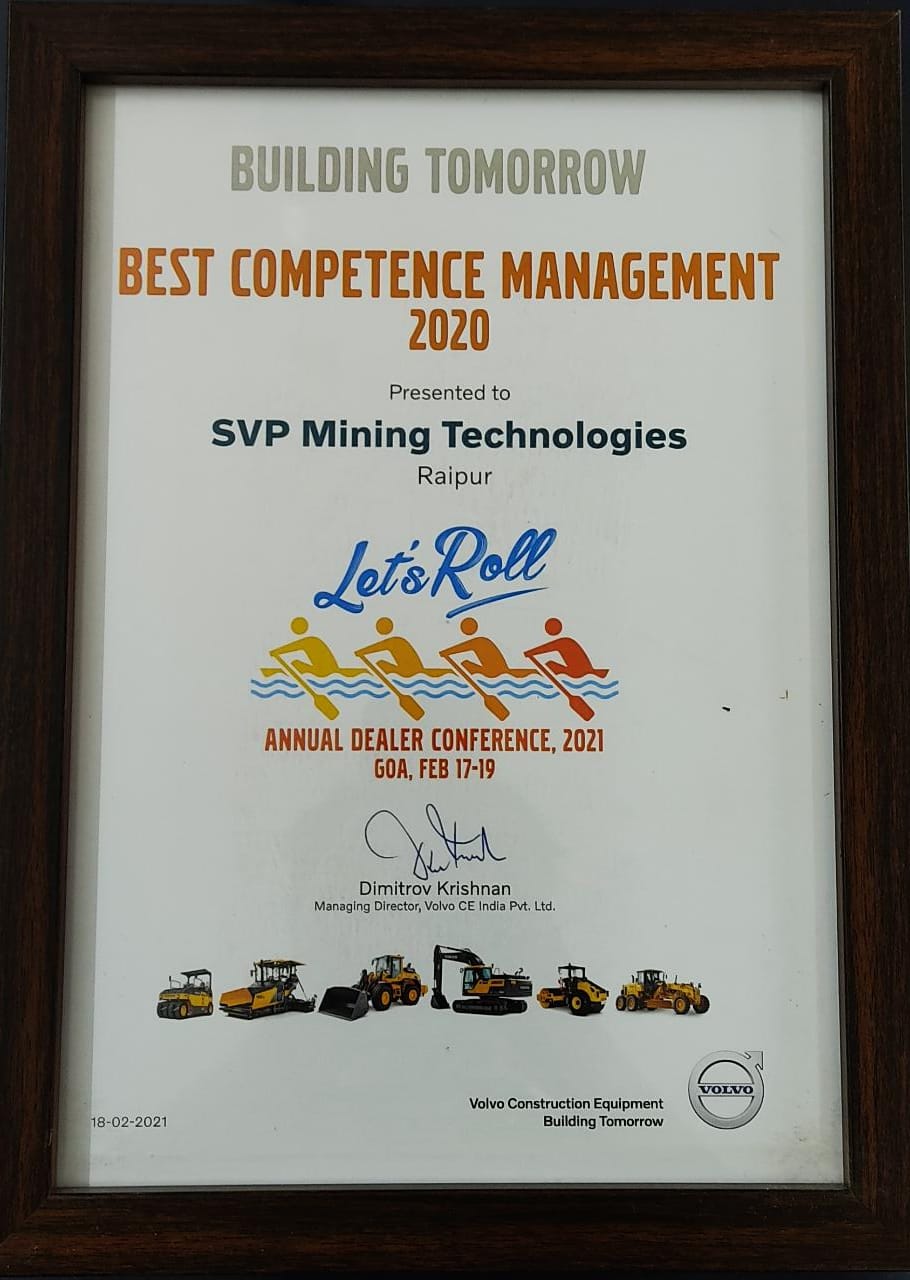 BUILDING TOMORROW
BEST COMPETENCE MANAGEMENT
2020
Presented to
SVP Mining Technologies
Raipur
Let's Roll
ANNUAL DEALER CONFERENCE, 2021
GOA, FEB 17-19
Dimitrov Krishnan
Managing Director, Volvo CE India Pvt. Ltd.
18-02-2021
Volvo Construction Equipment
Building Tomorrow
VOLVO